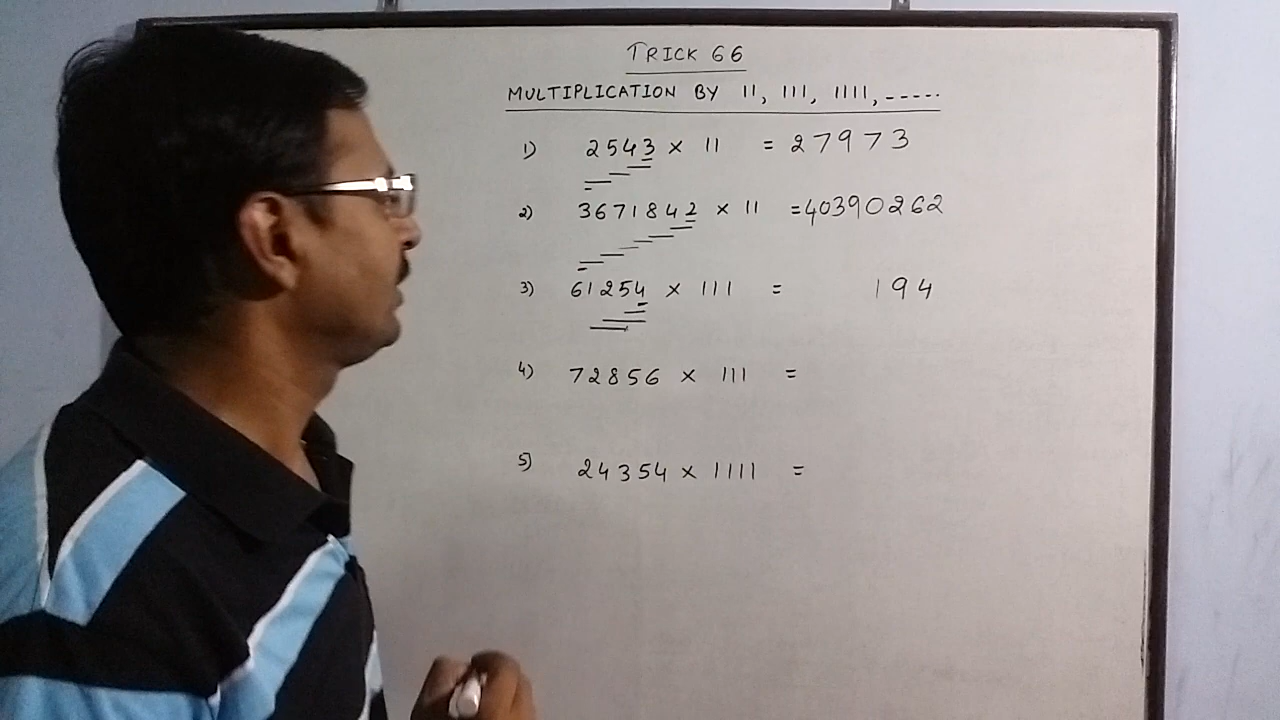 TRICK 66
MULTIPLICATION BY 11, 111, 1111, -----
1) 2543 x 11 = 27973
2) 3671842 x 11 = 40390262
3) 61254 x 111 = 194
4) 72856 x 111 =
5) 24354 x 1111 =